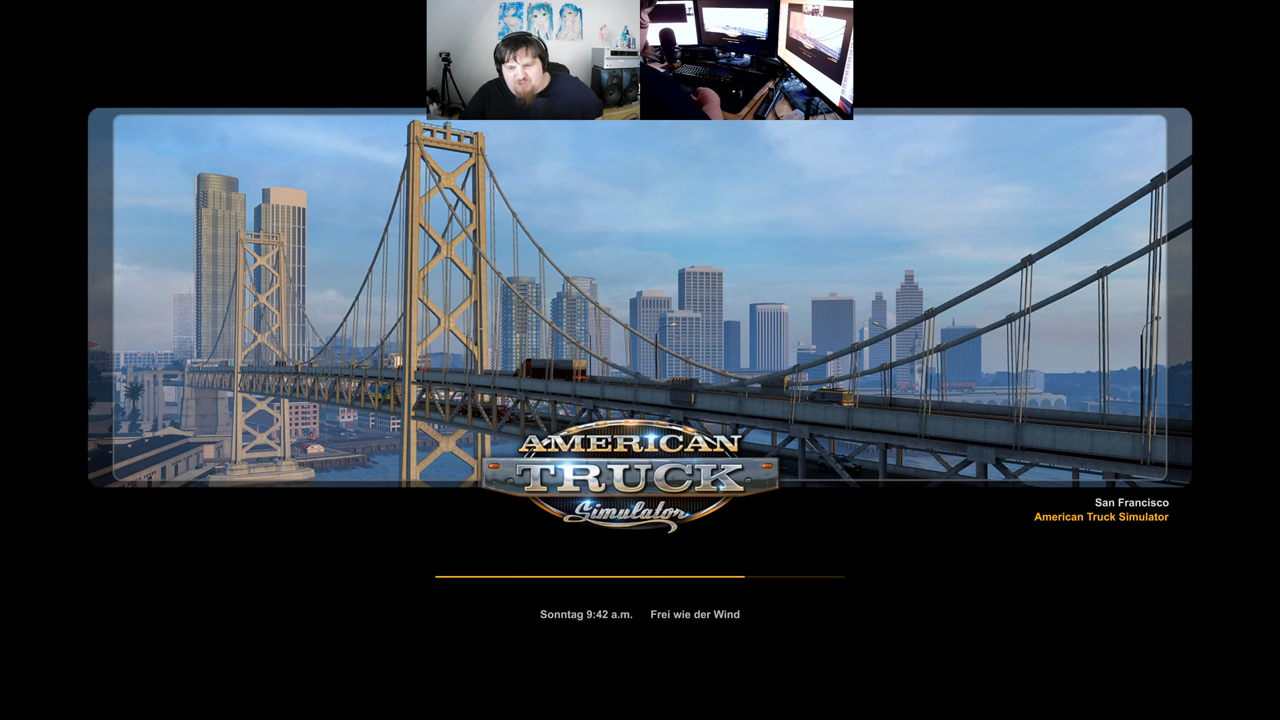 AMERICAN
TRUCK
Simulator
San Francisco
American Truck Simulator
Sonntag 9:42 a.m. Frei wie der Wind